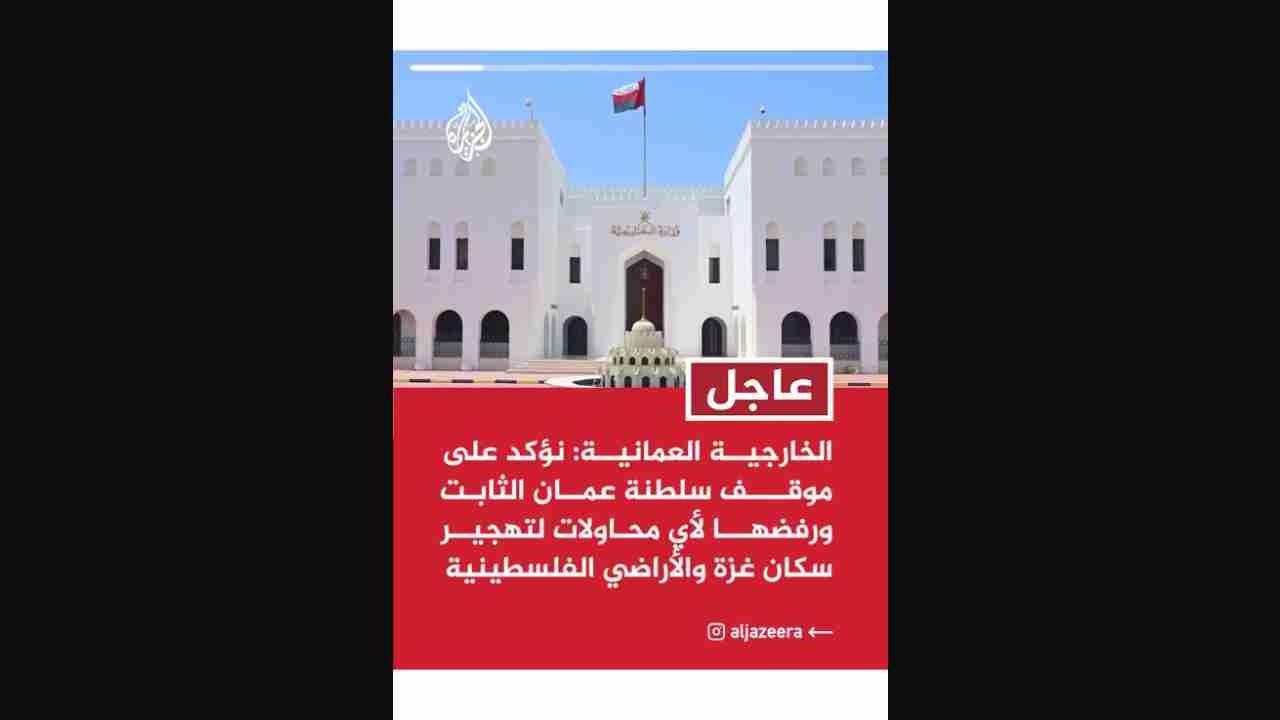 الجزيرة
وزارة الخارجية
عاجل
الخارجية العمانية: نؤكد على
موقف سلطنة عمان الثابت
ورفضها لأي محاولات لتهجير
سكان غزة والأراضي الفلسطينية
aljazeera